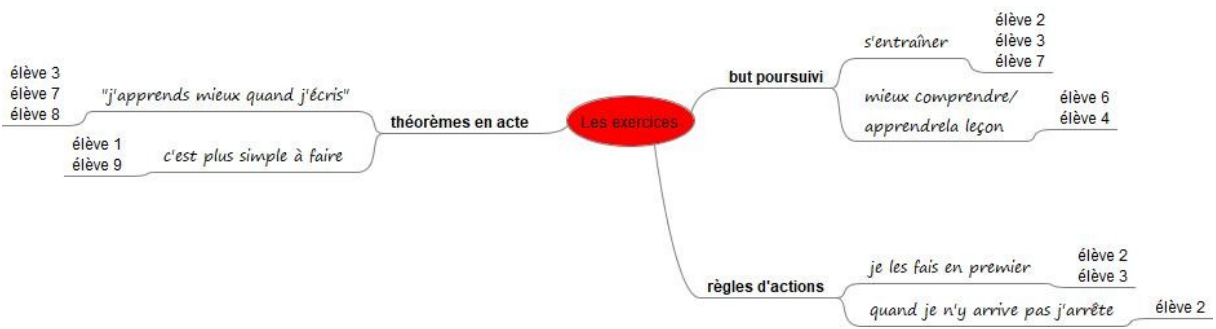 Les exercices
théorèmes en acte
"j'apprends mieux quand j'écris"
élève 3
élève 7
élève 8
c'est plus simple à faire
élève 1
élève 9
but poursuivi
s'entraîner
élève 2
élève 3
élève 7
mieux comprendre/
apprendrela leçon
élève 6
élève 4
règles d'actions
je les fais en premier
élève 2
élève 3
quand je n'y arrive pas j'arrête
élève 2